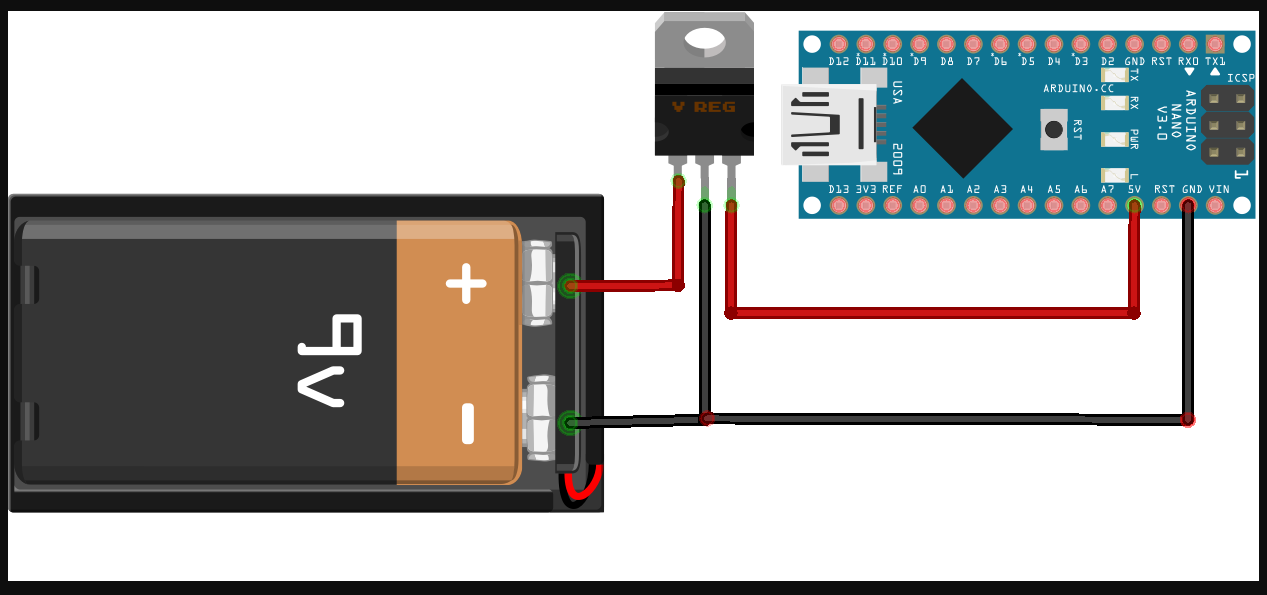 D12 D11 D10 D9 D8 D7 D6 D5 D4 D3 D2 GND RST RX0 TX1
TX
RX
PWR
L
ARDUINO.CC
ICSP
USA
2009
RST
ARDUINO
NANO
V3.0
1
D13 3V3 REF A0 A1 A2 A3 A4 A5 A6 A7 5V RST GND VIN
V REG
+
9V
-